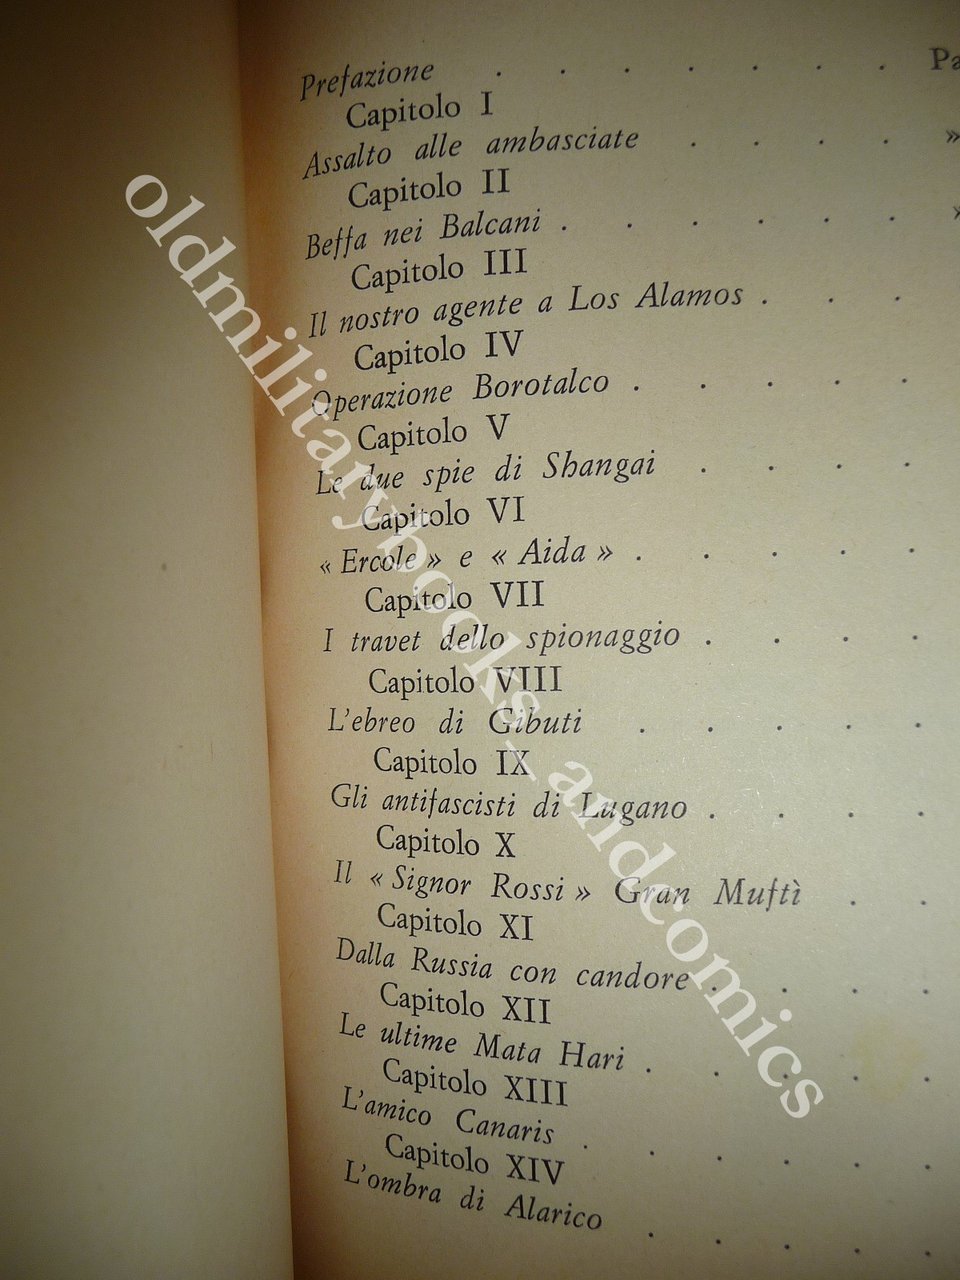 Prefazione . . . . . . . Pa
Capitolo I
Assalto alle ambasciate . . . . »
Capitolo II
Beffa nei Balcani . . . . . . »
Capitolo III
Il nostro agente a Los Alamos . . .
Capitolo IV
Operazione Borotalco . . . . .
Capitolo V
Le due spie di Shangai . . . .
Capitolo VI
« Ercole » e « Aida » . . . . .
Capitolo VII
I travet dello spionaggio . . . .
Capitolo VIII
L'ebreo di Gibuti . . . . .
Capitolo IX
Gli antifascisti di Lugano . . . .
Capitolo X
Il « Signor Rossi » Gran Muftì . .
Capitolo XI
Dalla Russia con candore . . . .
Capitolo XII
Le ultime Mata Hari . . . . .
Capitolo XIII
L'amico Canaris . . . . . .
Capitolo XIV
L'ombra di Alarico . . . . .
oldmilitarybooks_andcomics